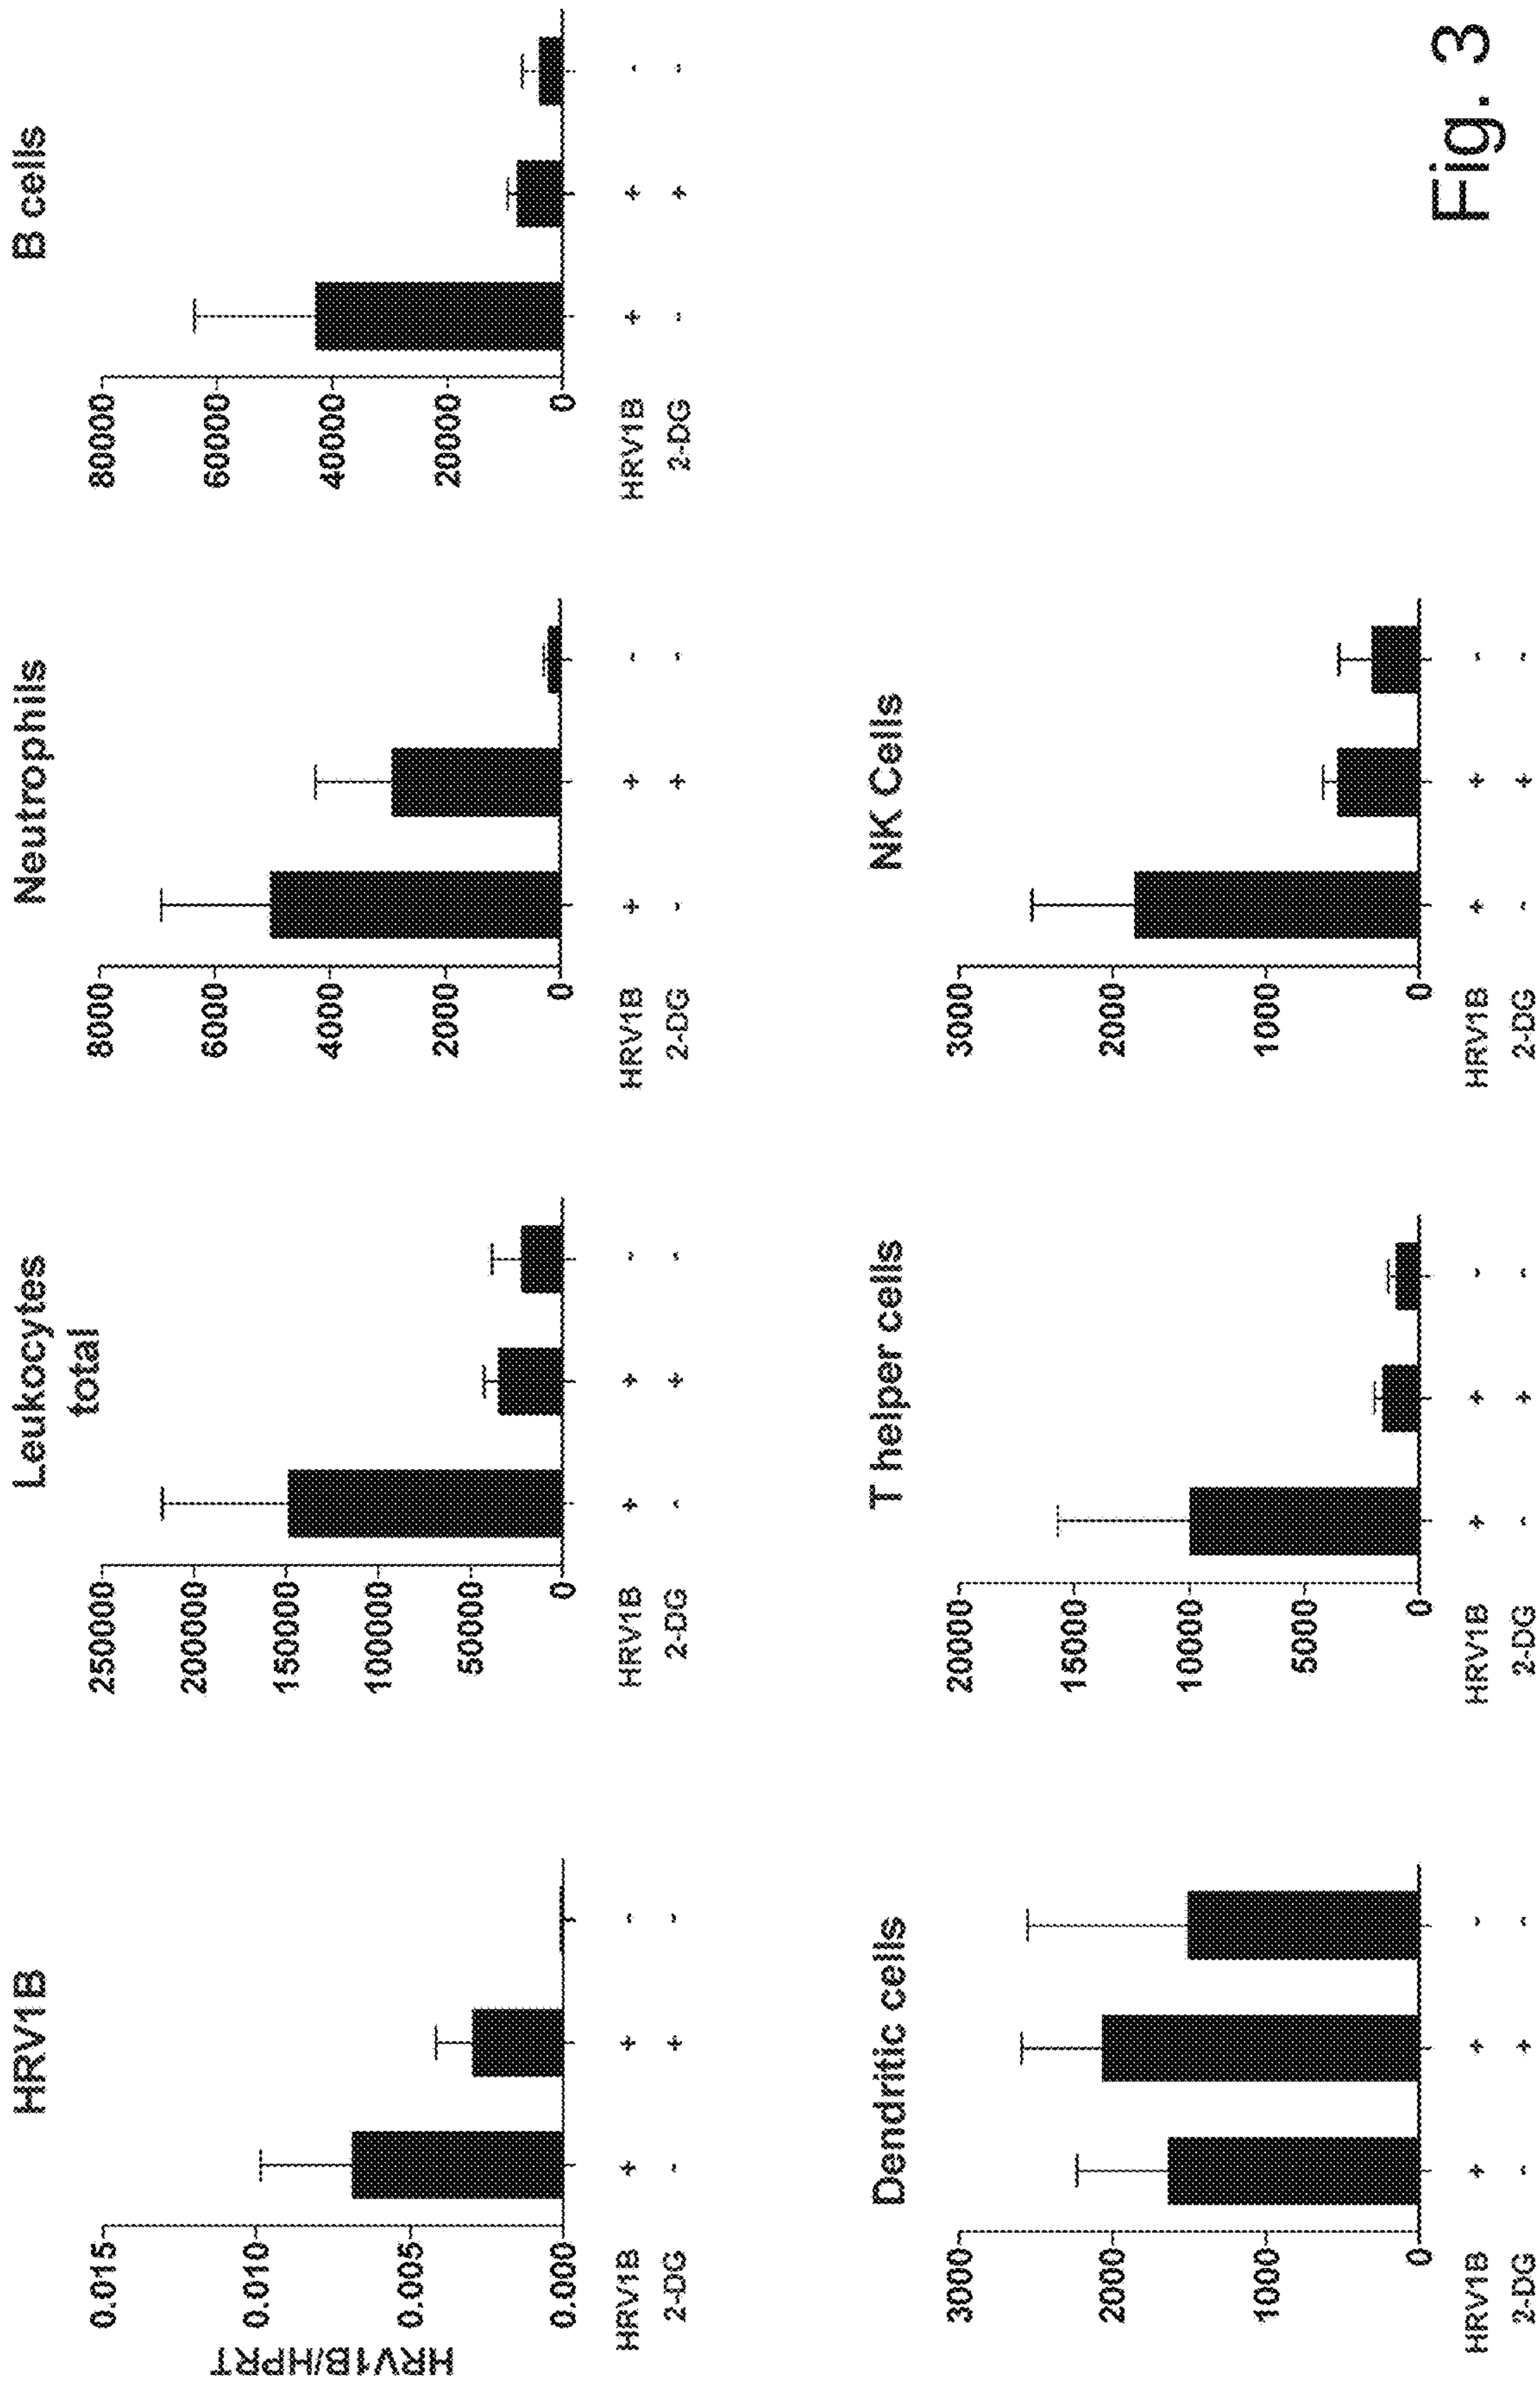 HRV1B
HRV1B/HPRT
0.015
0.010
0.005
0.000
HRV1B + + -
2-DG - + -
Leukocytes
total
250000
200000
150000
100000
50000
0
HRV1B + + -
2-DG - + -
Neutrophils
8000
6000
4000
2000
0
HRV1B + + -
2-DG - + -
B cells
80000
60000
40000
20000
0
HRV1B + + -
2-DG - + -
Dendritic cells
3000
2000
1000
0
HRV1B + + -
2-DG - + -
T helper cells
20000
15000
10000
5000
0
HRV1B + + -
2-DG - + -
NK Cells
3000
2000
1000
0
HRV1B + + -
2-DG - + -
Fig. 3